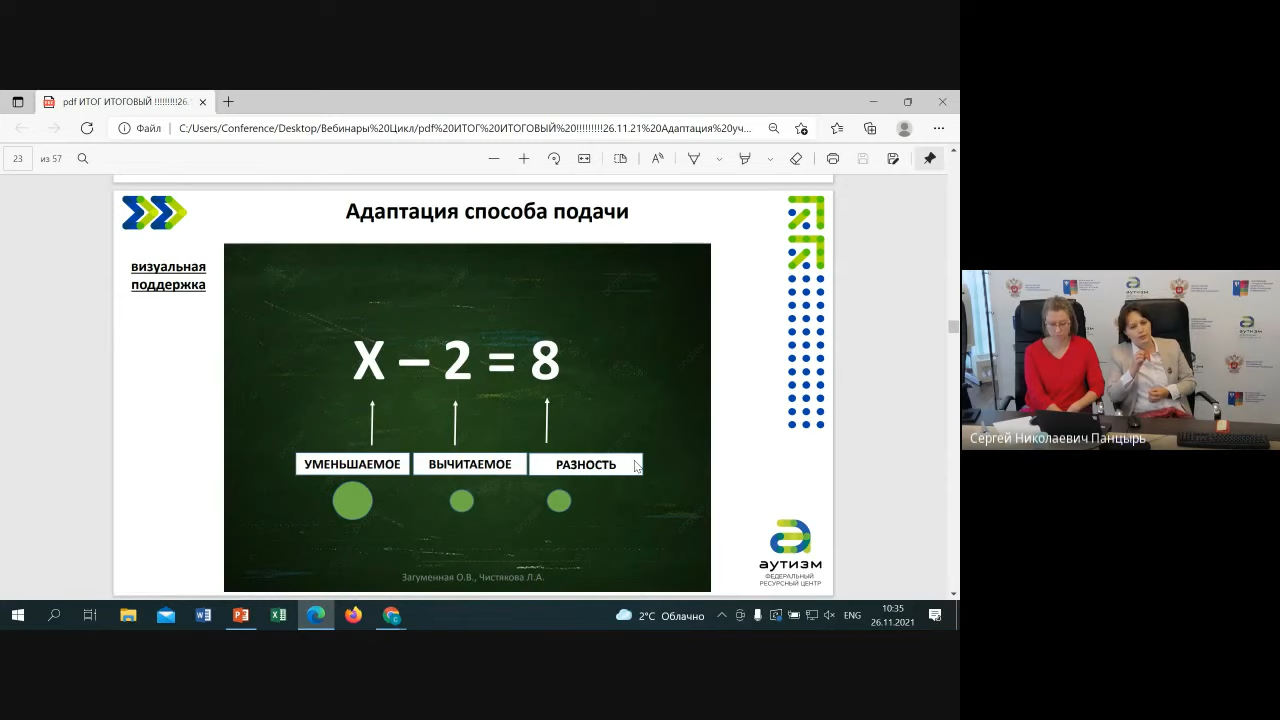 pdf ИТОГ ИТОГОВЫЙ !!!!!!!!!26.
Файл
C:/Users/Conference/Desktop/Вебинары%20Цикл/pdf%20ИТОГ%20ИТОГОВЫЙ%20!!!!!!!!!26.11.21%20Адаптация%20уч...
23 из 57
Адаптация способа подачи
визуальная
поддержка
X – 2 = 8
УМЕНЬШАЕМОЕ ВЫЧИТАЕМОЕ РАЗНОСТЬ
Загуменная О.В., Чистякова Л.А.
аутизм
ФЕДЕРАЛЬНЫЙ
РЕСУРСНЫЙ ЦЕНТР
аутизм
Сергей Николаевич Панцырь
2°C Облачно
ENG
10:35
26.11.2021